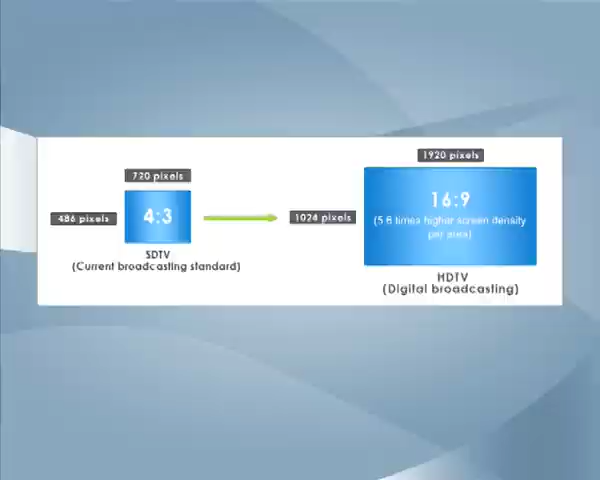 720 pixels
1920 pixels
486 pixels
4:3
1024 pixels
16:9
(5.6 times higher screen density
per area)
SDTV
(Current broadcasting standard)
HDTV
(Digital broadcasting)